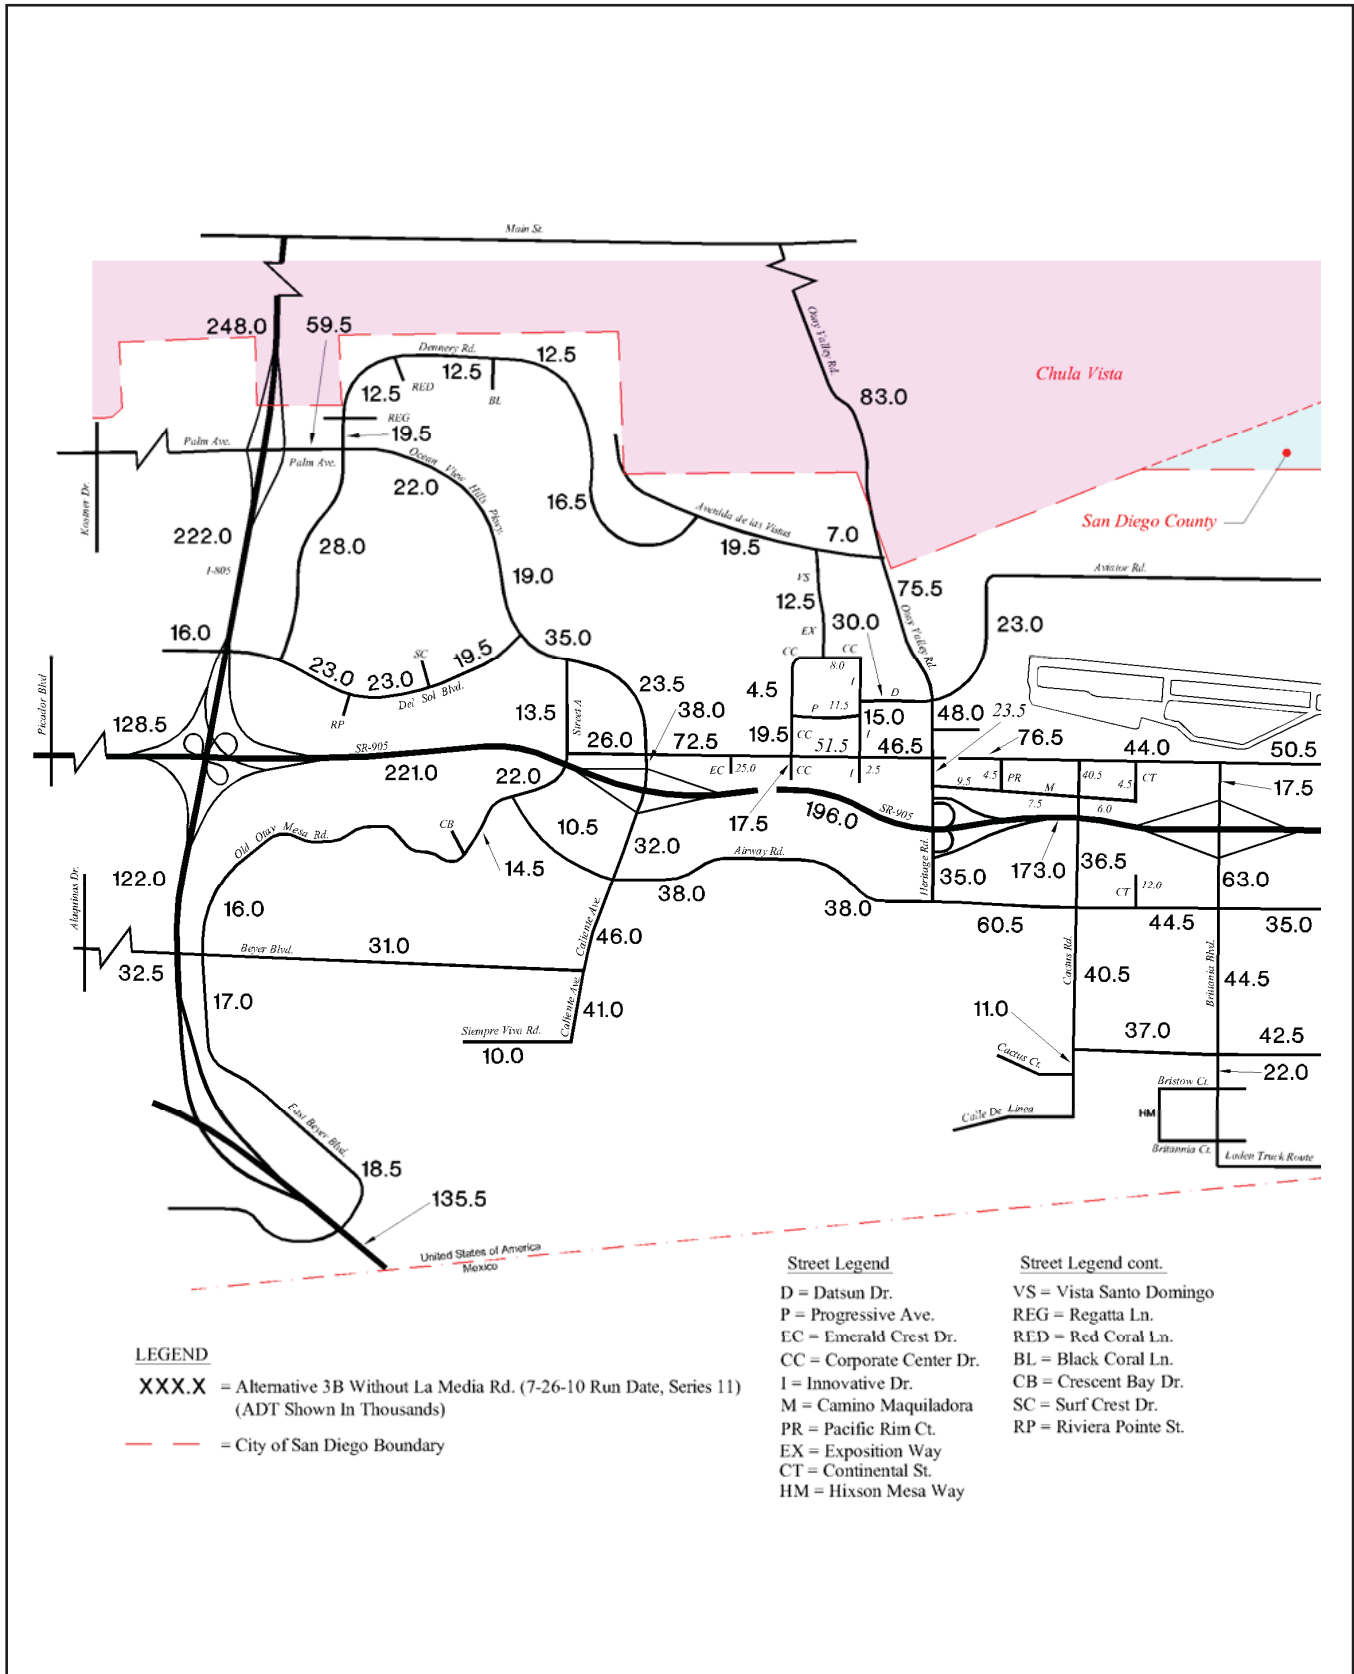 Main St.
248.0
59.5
Otay Valley Rd.
Dennery Rd.
12.5
12.5
12.5
RED
BL
Chula Vista
83.0
REG
19.5
Palm Ave.
Palm Ave.
Ocean View Hills Pkwy.
22.0
San Diego County
16.5
Avenida de las Vistas
19.5
7.0
222.0
28.0
I-805
19.0
VS
12.5
75.5
Aviator Rd.
16.0
35.0
EX
30.0
Otay Valley Rd.
23.0
CC
CC
8.0
SC
23.0
23.0
19.5
Del Sol Blvd.
RP
23.5
4.5
I
D
Picador Blvd
128.5
13.5
Street A
38.0
P
11.5
15.0
48.0
23.5
SR-905
26.0
72.5
19.5
CC
51.5
I
46.5
76.5
44.0
50.5
221.0
22.0
EC
25.0
CC
I
2.5
9.5
4.5
PR
M
40.5
4.5
CT
17.5
7.5
6.0
17.5
196.0
SR-905
CB
Old Otay Mesa Rd.
10.5
32.0
14.5
Airway Rd.
Heritage Rd.
35.0
173.0
36.5
CT
12.0
63.0
Alaquinas Dr.
122.0
16.0
38.0
38.0
60.5
44.5
35.0
Beyer Blvd.
31.0
Caliente Ave.
46.0
32.5
Cactus Rd.
40.5
Britania Blvd.
44.5
17.0
Caliente Ave.
41.0
11.0
Siempre Viva Rd.
10.0
37.0
42.5
Cactus Ct.
22.0
Bristow Ct.
Calle De Linea
HM
Britannia Ct.
Loden Truck Route
East Beyer Blvd.
18.5
135.5
United States of America
Mexico
Street Legend
D = Datsun Dr.
P = Progressive Ave.
EC = Emerald Crest Dr.
CC = Corporate Center Dr.
I = Innovative Dr.
M = Camino Maquiladora
PR = Pacific Rim Ct.
EX = Exposition Way
CT = Continental St.
HM = Hixson Mesa Way
Street Legend cont.
VS = Vista Santo Domingo
REG = Regatta Ln.
RED = Red Coral Ln.
BL = Black Coral Ln.
CB = Crescent Bay Dr.
SC = Surf Crest Dr.
RP = Riviera Pointe St.
LEGEND
XXX.X = Alternative 3B Without La Media Rd. (7-26-10 Run Date, Series 11)
(ADT Shown In Thousands)
= City of San Diego Boundary